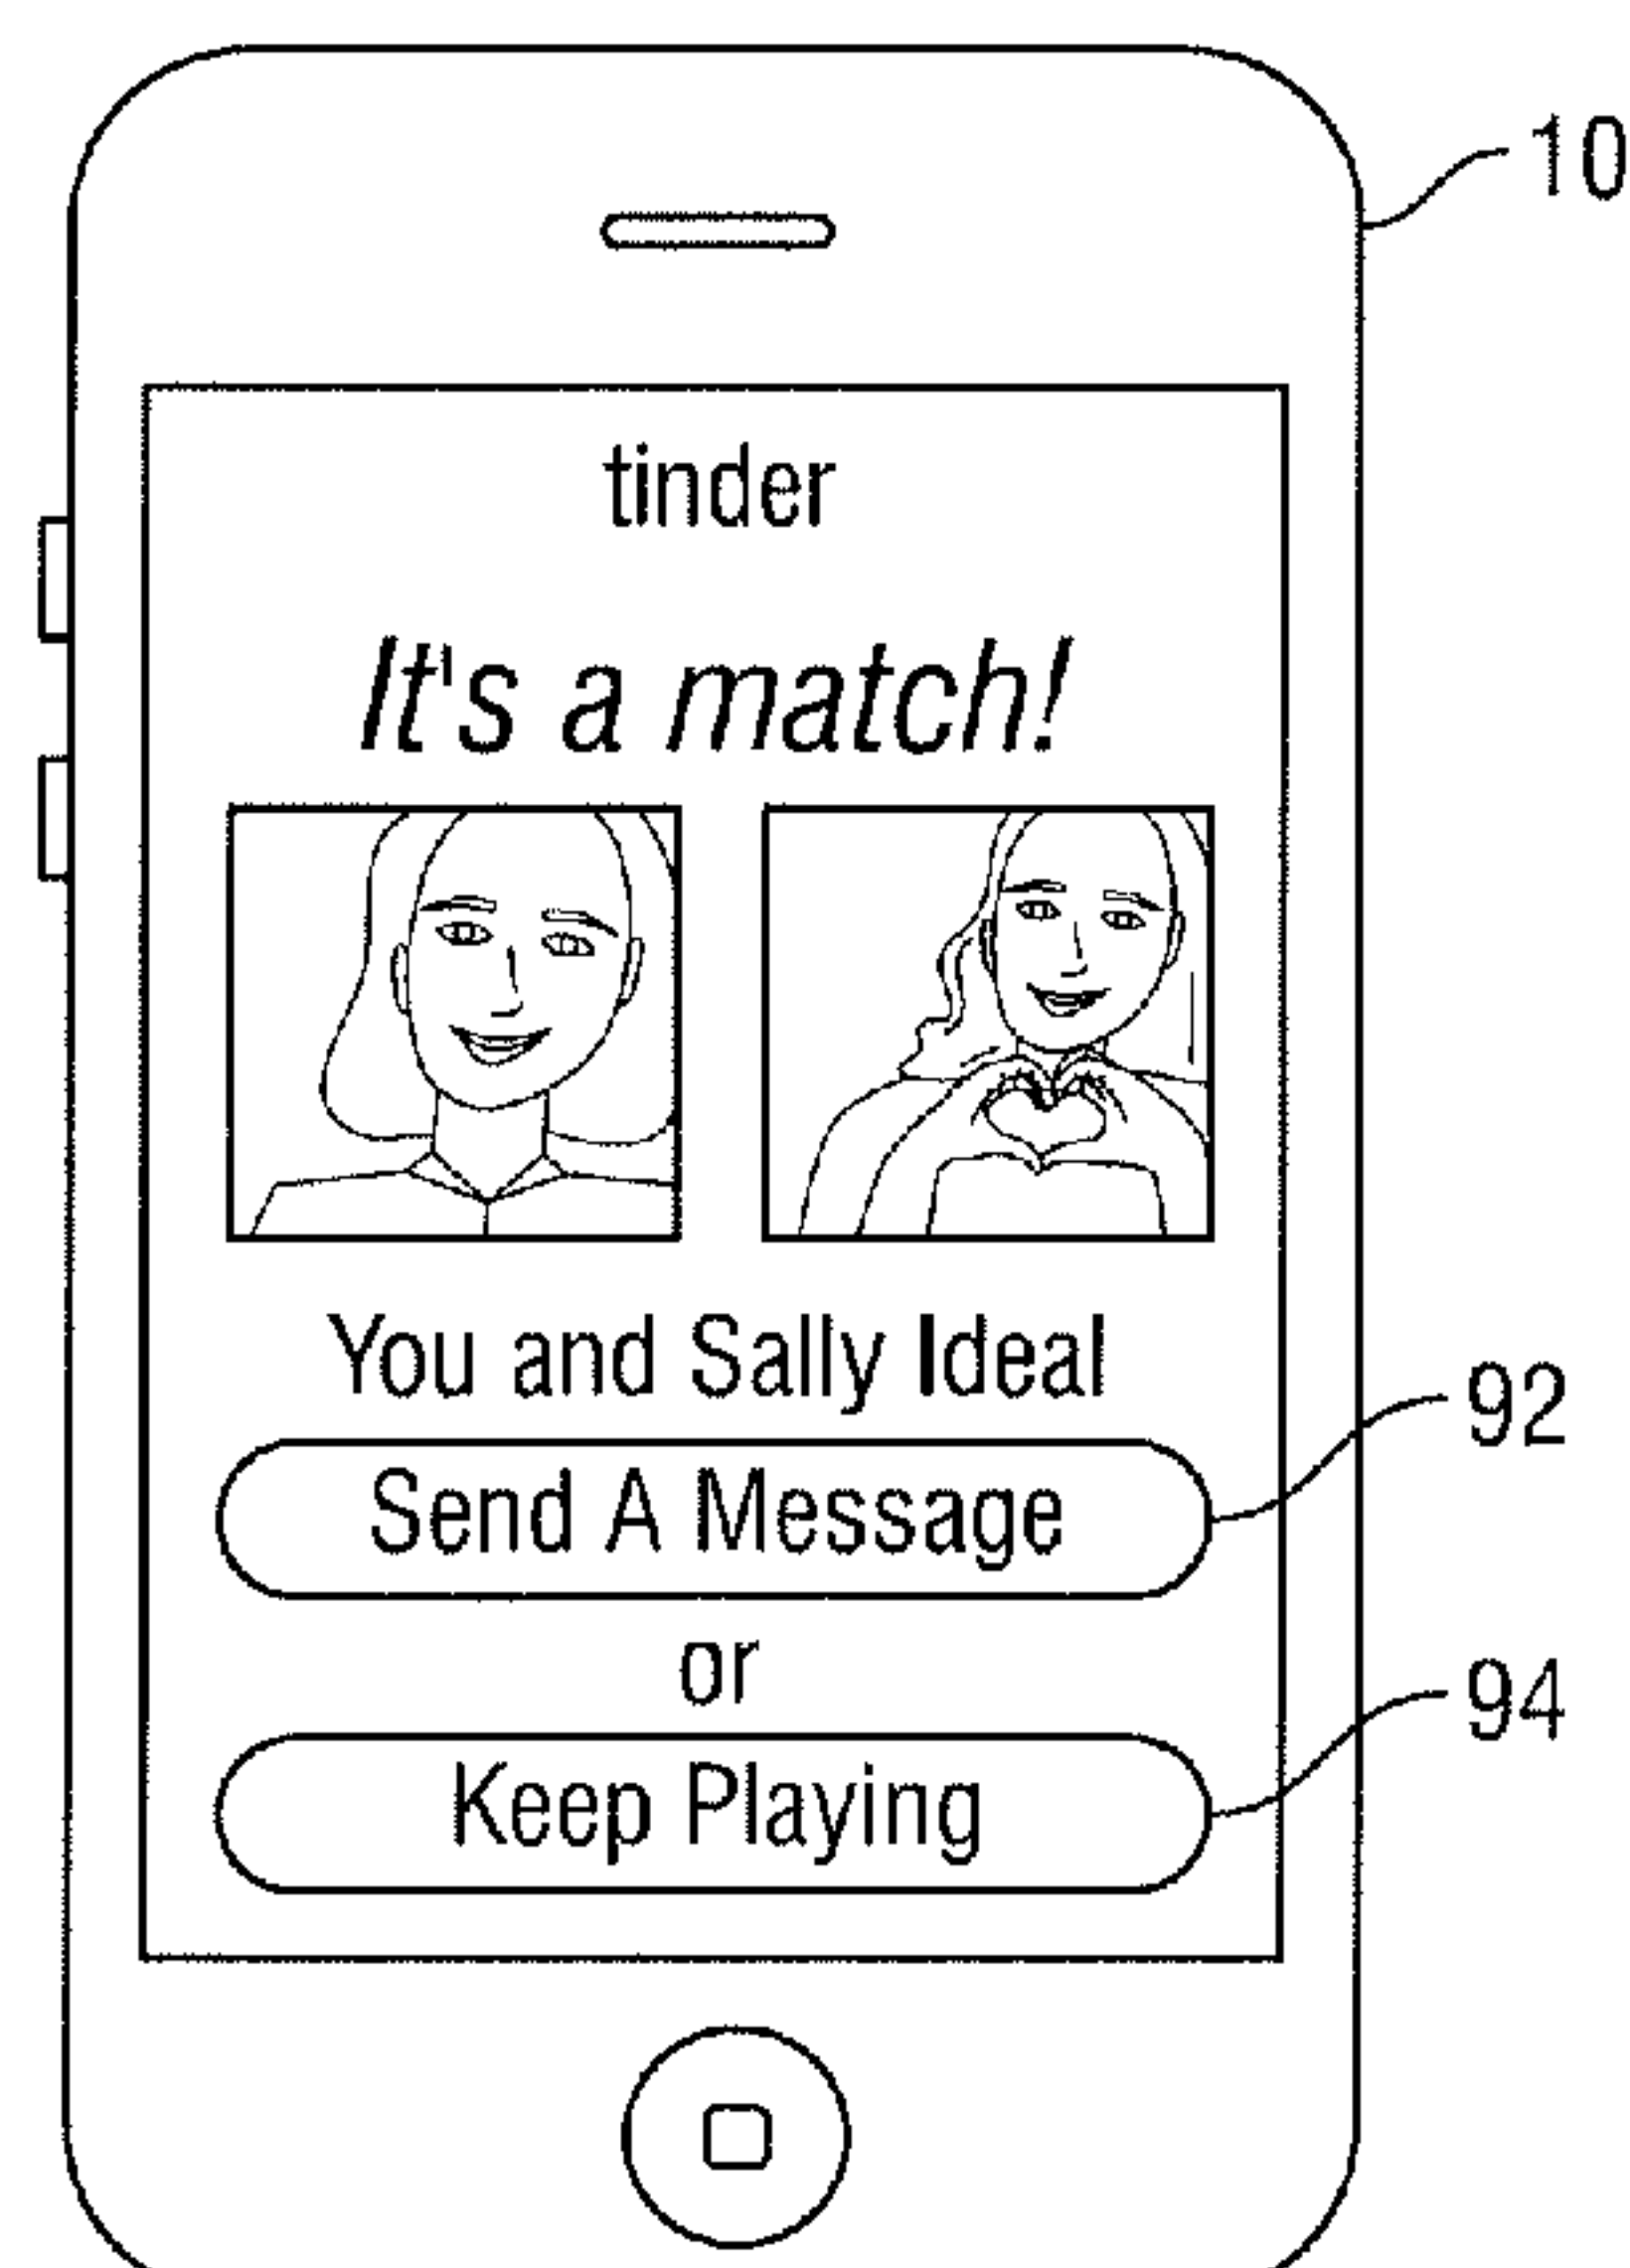 10
tinder
It's a match!
You and Sally Ideal
92
Send A Message
or
94
Keep Playing